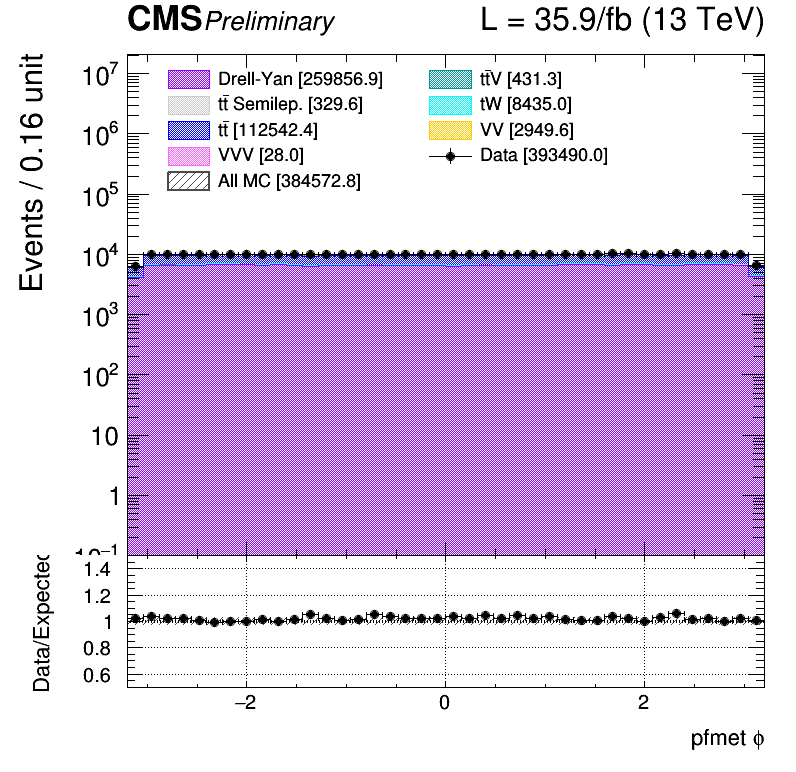 CMS Preliminary L = 35.9/fb (13 TeV)
Events / 0.16 unit
Drell-Yan [259856.9]
tt̄ Semilep. [329.6]
tt̄ [112542.4]
VVV [28.0]
All MC [384572.8]
tt̄V [431.3]
tW [8435.0]
VV [2949.6]
Data [393490.0]
10⁷
10⁶
10⁵
10⁴
10³
10²
10
1
10⁻¹
Data/Expected
1.4
1.2
1
0.8
0.6
−2 0 2
pfmet ϕ